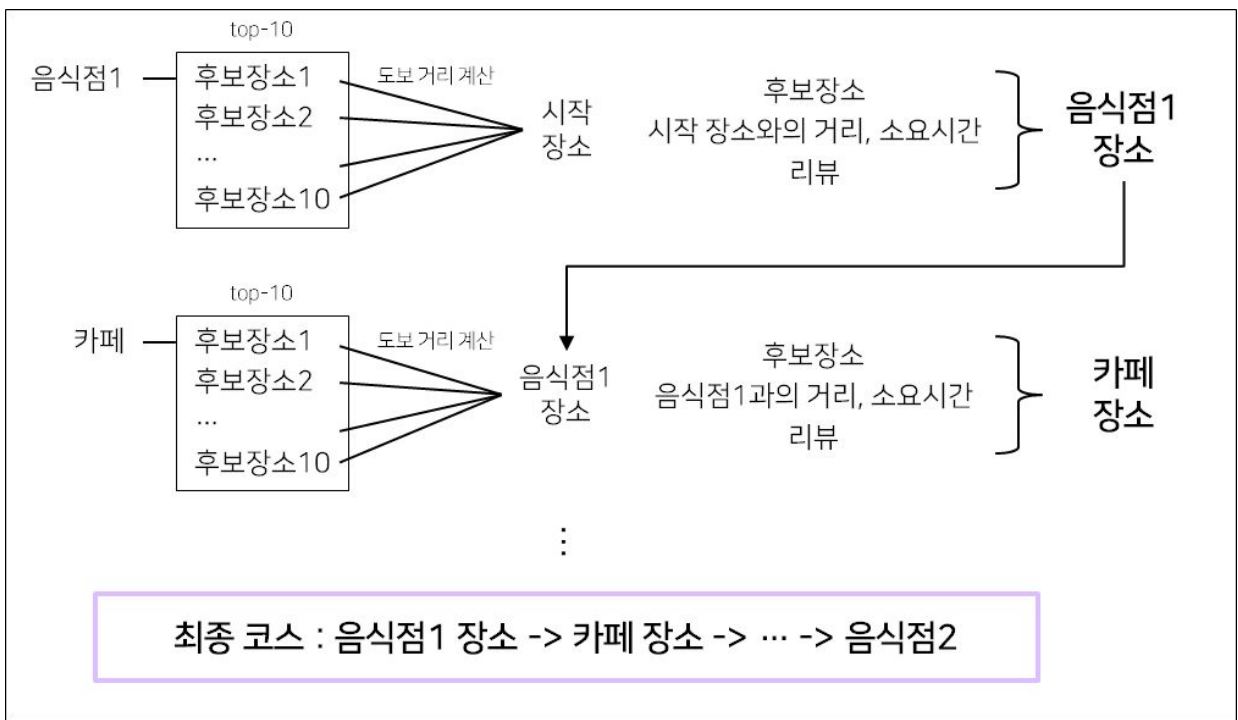 top-10
음식점1
후보장소1
후보장소2
...
후보장소10
도보 거리 계산
시작
장소
후보장소
시작 장소와의 거리, 소요시간
리뷰
음식점1
장소
top-10
카페
후보장소1
후보장소2
...
후보장소10
도보 거리 계산
음식점1
장소
후보장소
음식점1과의 거리, 소요시간
리뷰
카페
장소
⋮
최종 코스 : 음식점1 장소 -> 카페 장소 -> ⋯ -> 음식점2